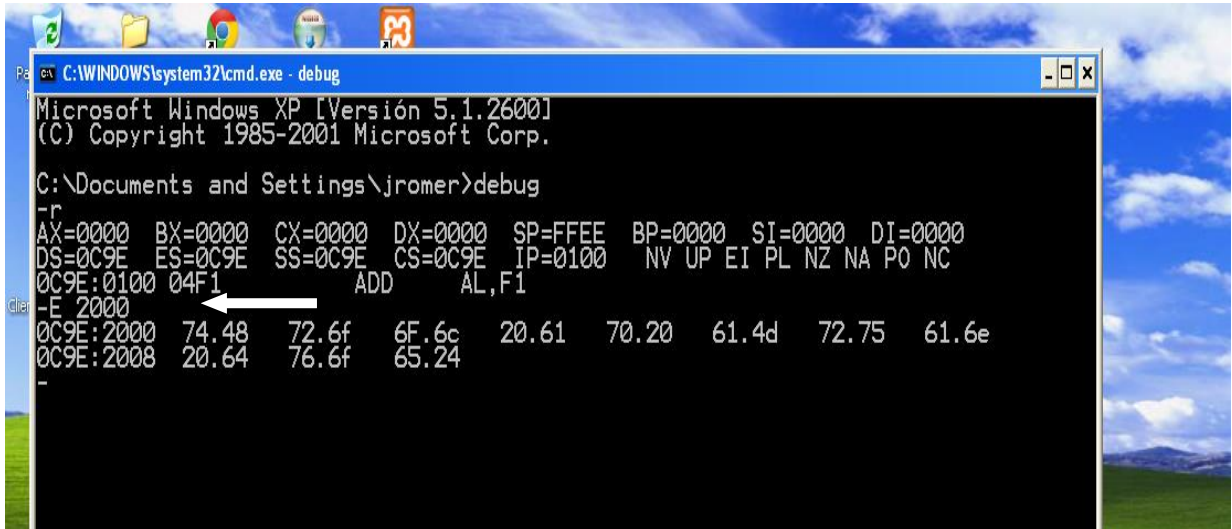 C:\WINDOWS\system32\cmd.exe - debug
Microsoft Windows XP [Versión 5.1.2600]
(C) Copyright 1985-2001 Microsoft Corp.
C:\Documents and Settings\jromer>debug
-r
AX=0000 BX=0000 CX=0000 DX=0000 SP=FFEE BP=0000 SI=0000 DI=0000
DS=0C9E ES=0C9E SS=0C9E CS=0C9E IP=0100 NV UP EI PL NZ NA PO NC
0C9E:0100 04F1 ADD AL,F1
-E 2000
0C9E:2000 74.48 72.6f 6F.6c 20.61 70.20 61.4d 72.75 61.6e
0C9E:2008 20.64 76.6f 65.24
-